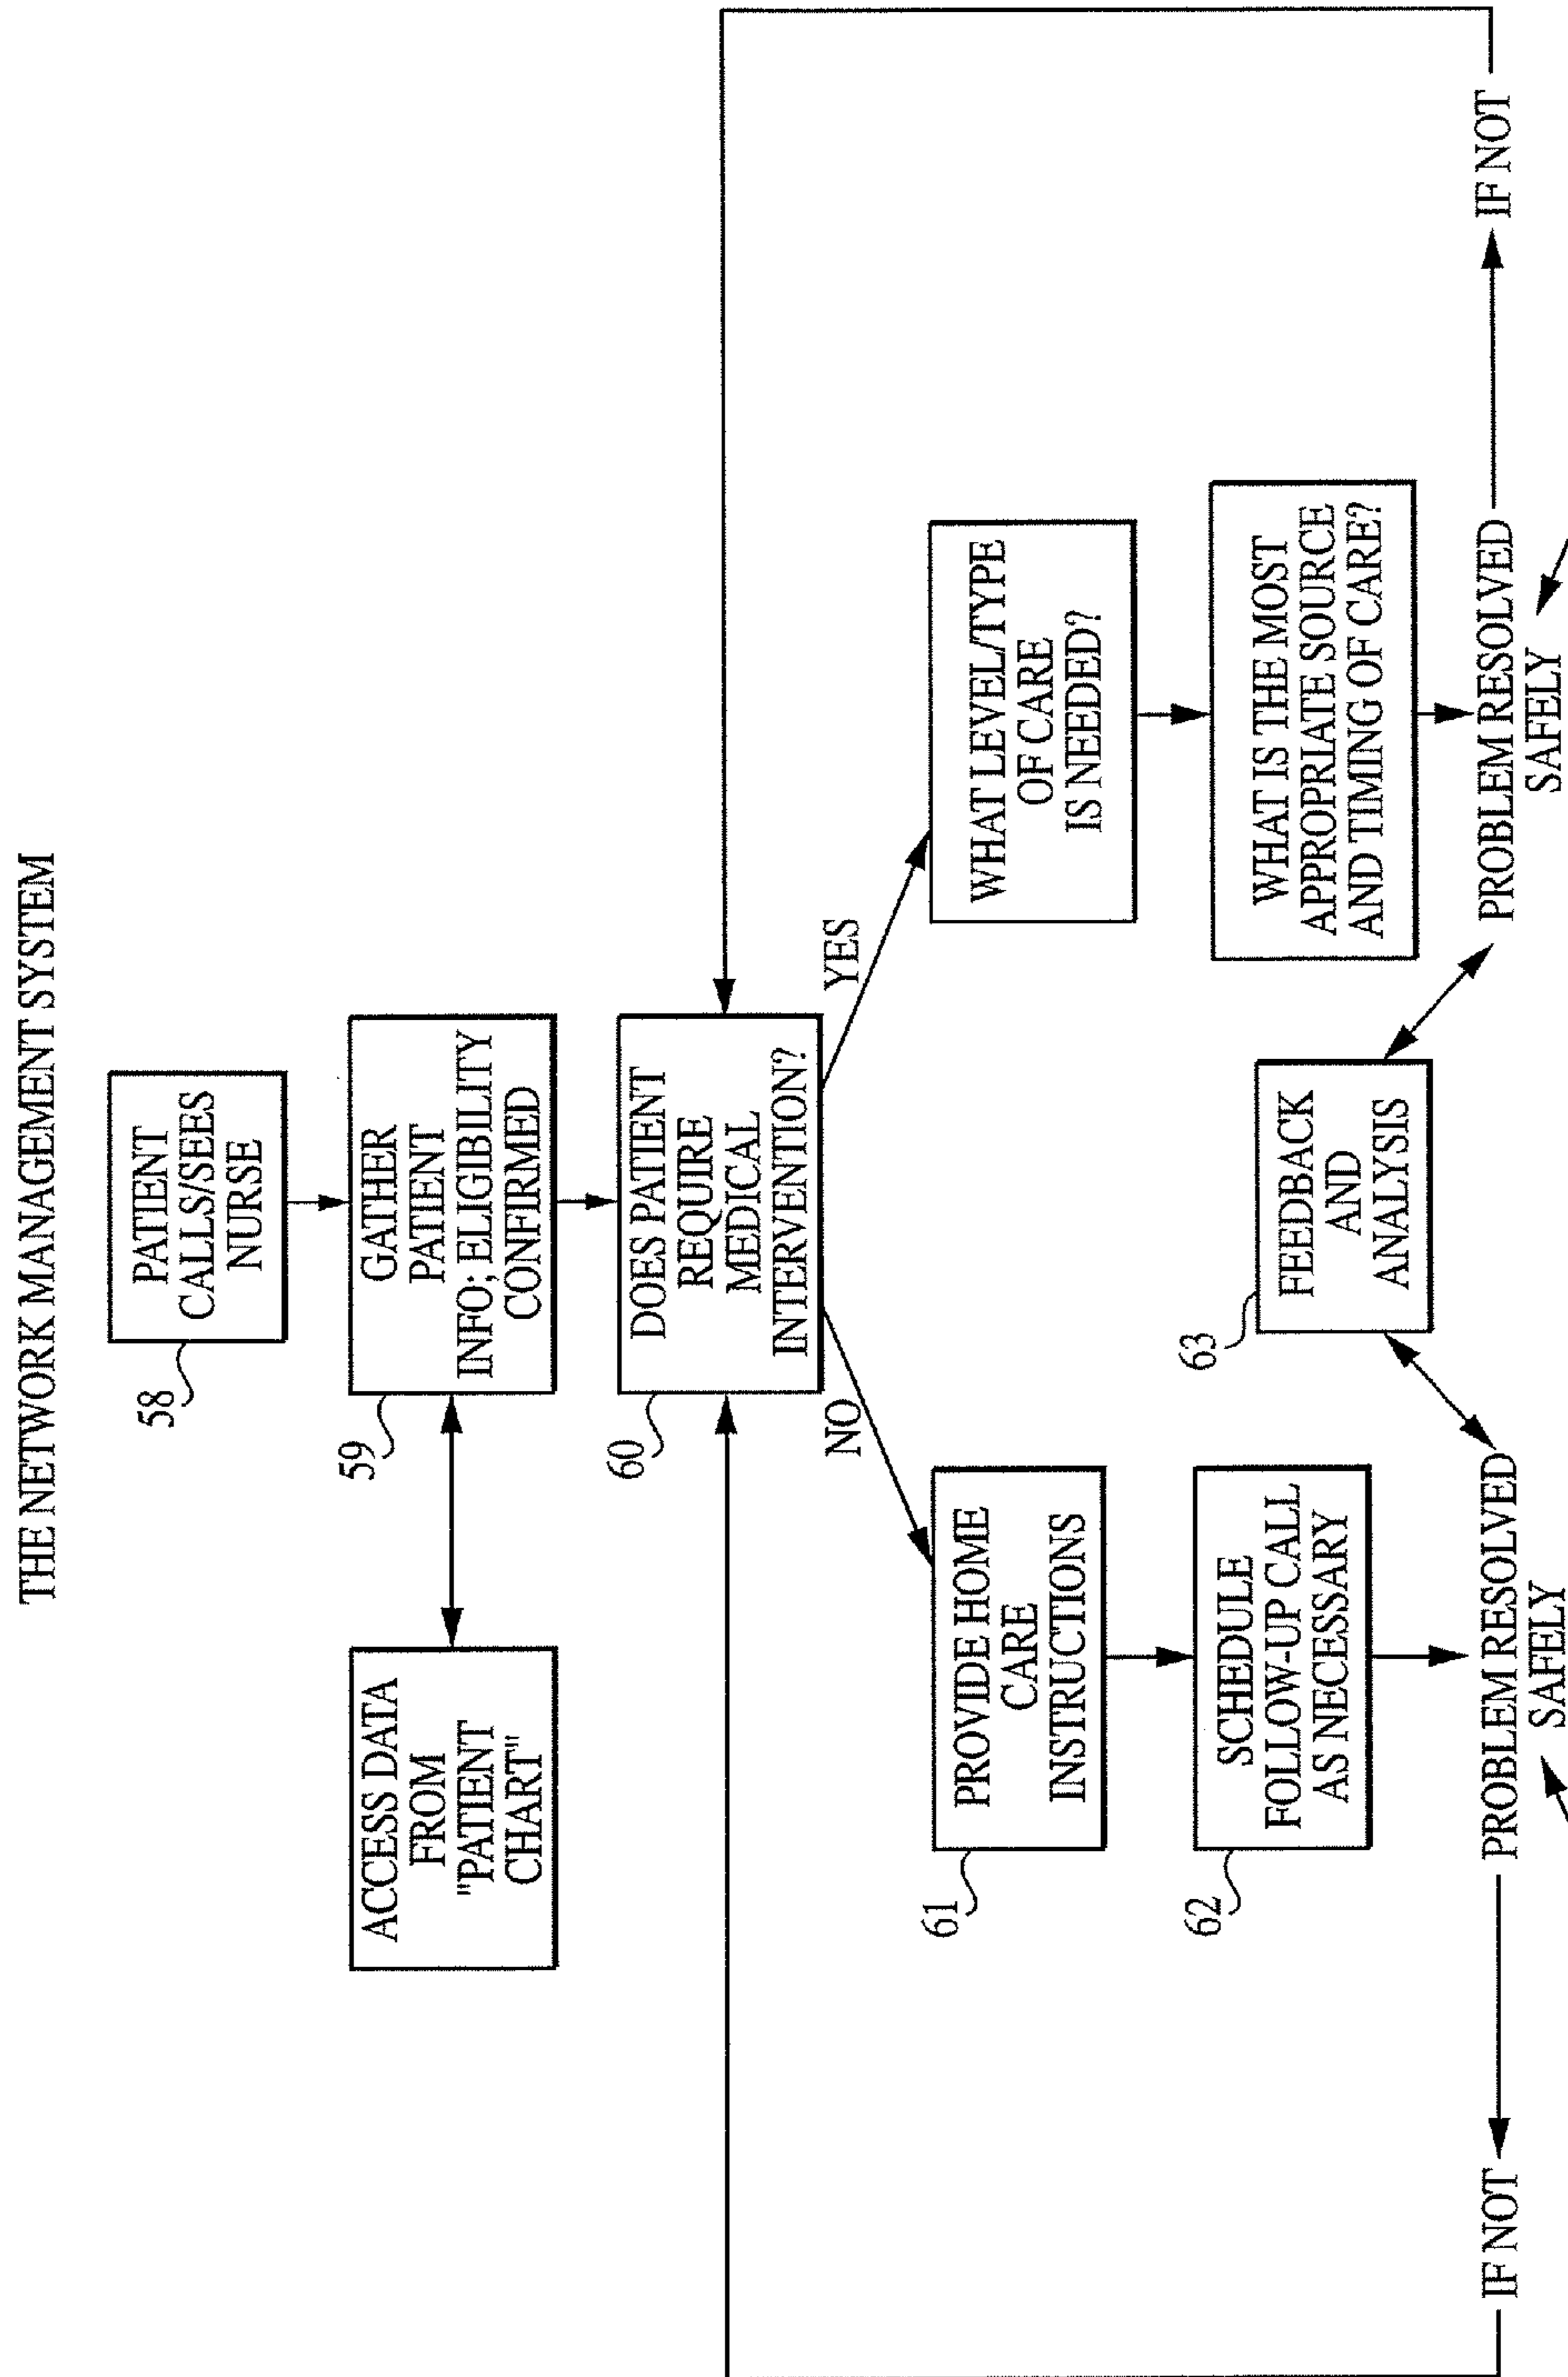 THE NETWORK MANAGEMENT SYSTEM
PATIENT
CALLS/SEES
NURSE
58
ACCESS DATA
FROM
"PATIENT
CHART"
GATHER
PATIENT
INFO; ELIGIBILITY
CONFIRMED
59
DOES PATIENT
REQUIRE
MEDICAL
INTERVENTION?
60
NO
YES
PROVIDE HOME
CARE
INSTRUCTIONS
61
WHAT LEVEL/TYPE
OF CARE
IS NEEDED?
SCHEDULE
FOLLOW-UP CALL
AS NECESSARY
62
FEEDBACK
AND
ANALYSIS
63
WHAT IS THE MOST
APPROPRIATE SOURCE
AND TIMING OF CARE?
IF NOT
PROBLEM RESOLVED
SAFELY
PROBLEM RESOLVED
SAFELY
IF NOT